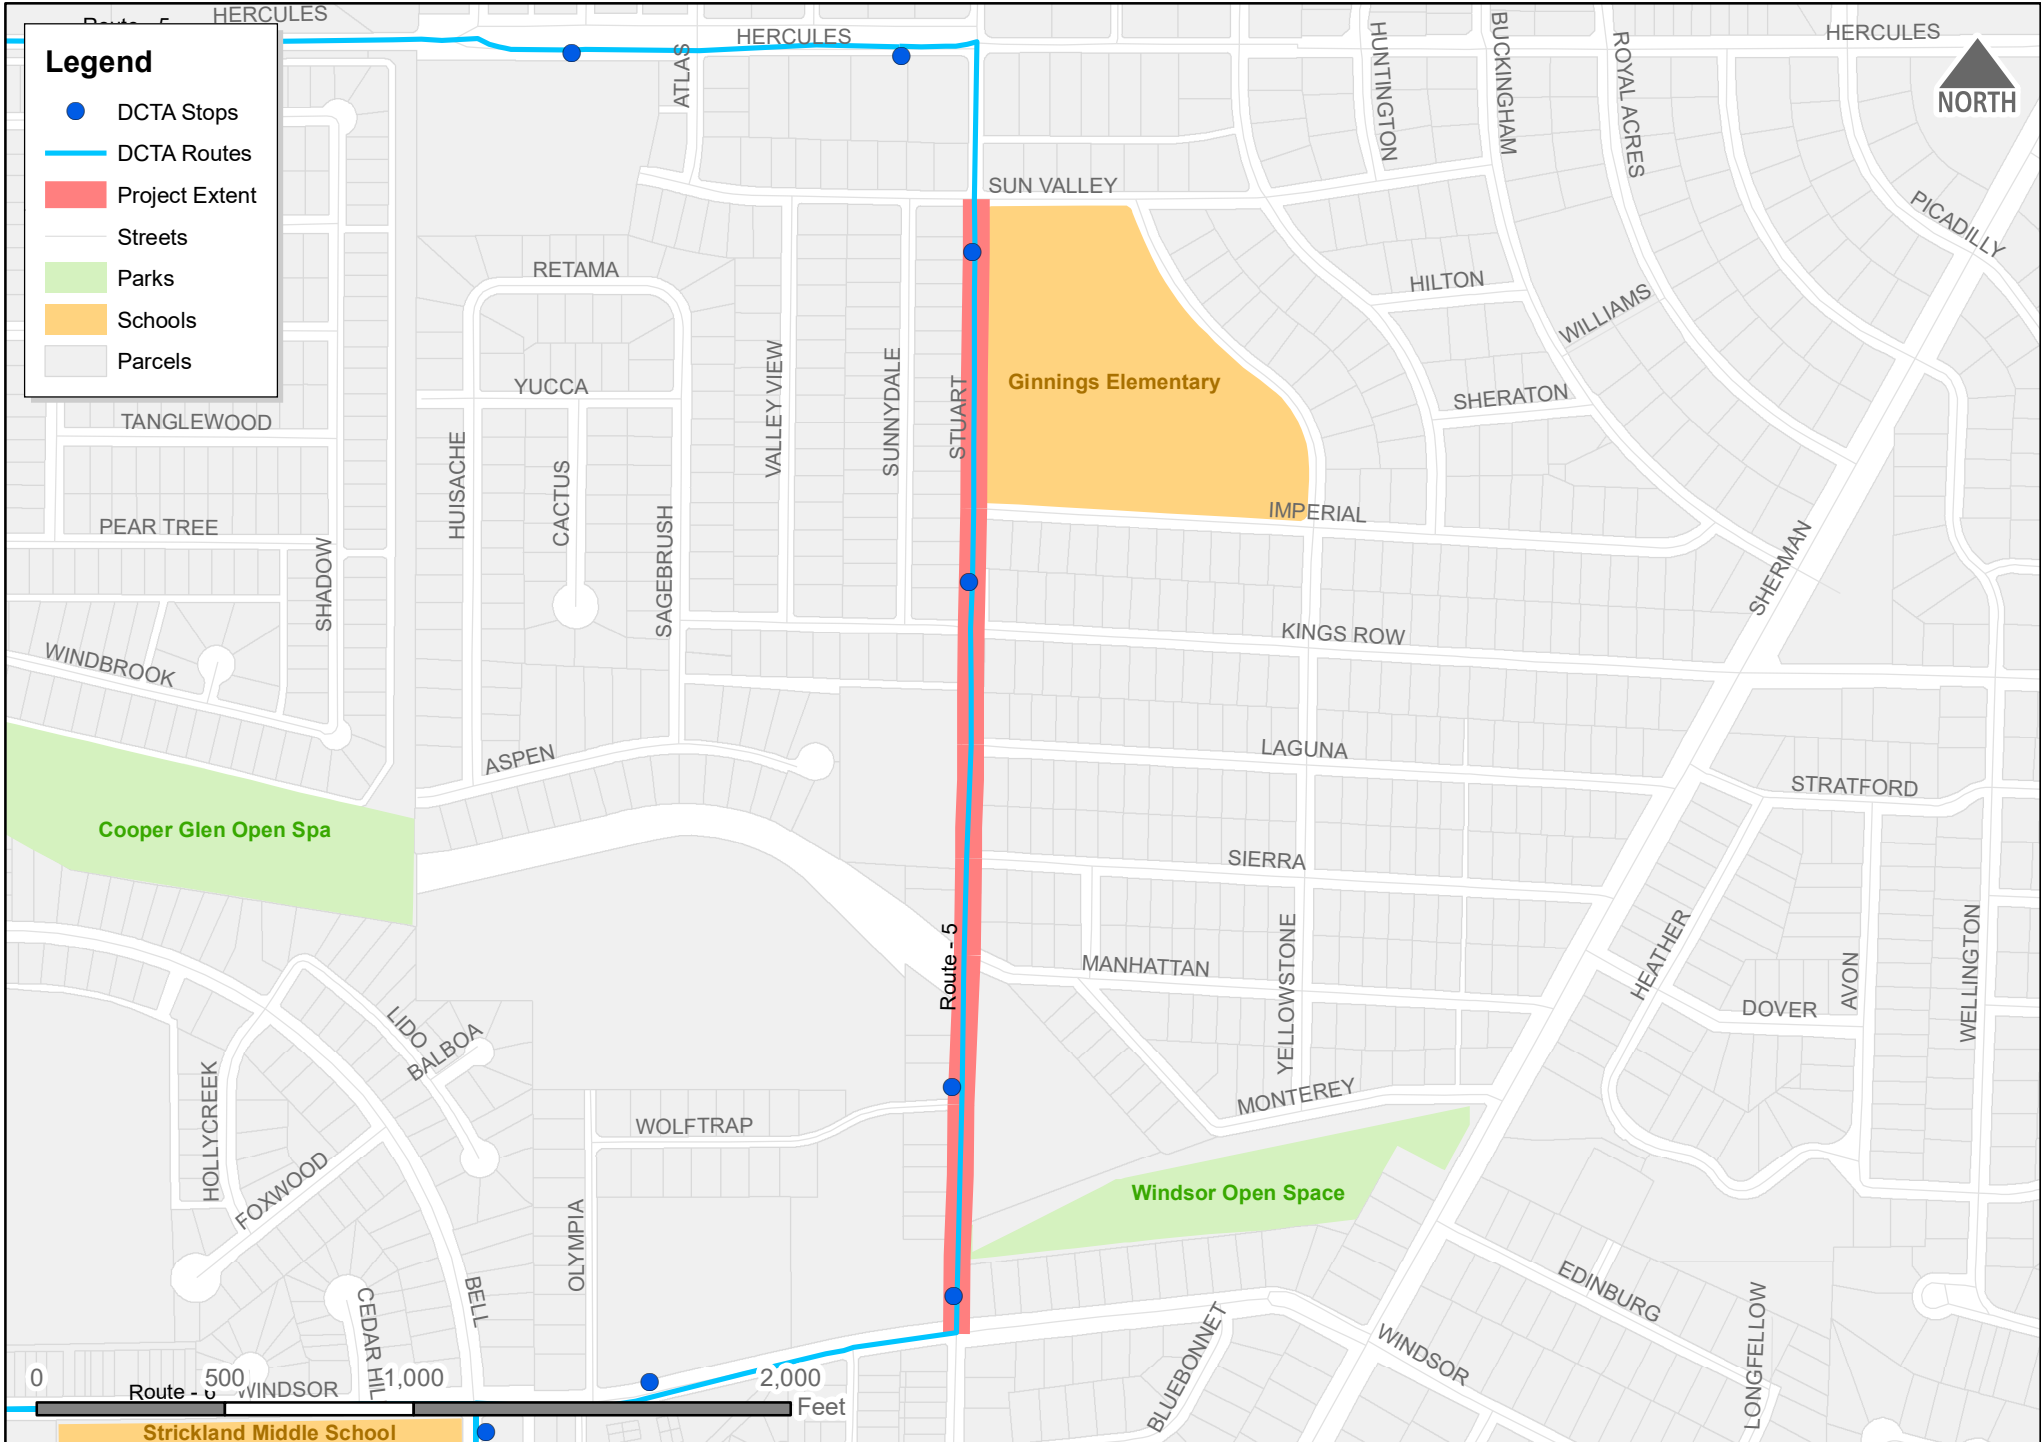 HERCULES
Legend
DCTA Stops
DCTA Routes
Project Extent
Streets
Parks
Schools
Parcels
HERCULES
HERCULES
ATLAS
HUNTINGTON
BUCKINGHAM
ROYAL ACRES
NORTH
SUN VALLEY
PICADILLY
RETAMA
HILTON
WILLIAMS
YUCCA
VALLEY VIEW
SUNNYDALE
STUART
Ginnings Elementary
SHERATON
TANGLEWOOD
HUISACHE
CACTUS
SAGEBRUSH
PEAR TREE
SHADOW
IMPERIAL
SHERMAN
KINGS ROW
WINDBROOK
LAGUNA
ASPEN
STRATFORD
Cooper Glen Open Spa
SIERRA
Route - 5
MANHATTAN
YELLOWSTONE
HEATHER
AVON
WELLINGTON
DOVER
LIDO
BALBOA
HOLLYCREEK
MONTEREY
WOLFTRAP
FOXWOOD
Windsor Open Space
OLYMPIA
BELL
CEDAR HIL
EDINBURG
LONGFELLOW
BLUEBONNET
WINDSOR
0 500 1,000 2,000
Feet
Route - 6
WINDSOR
Strickland Middle School